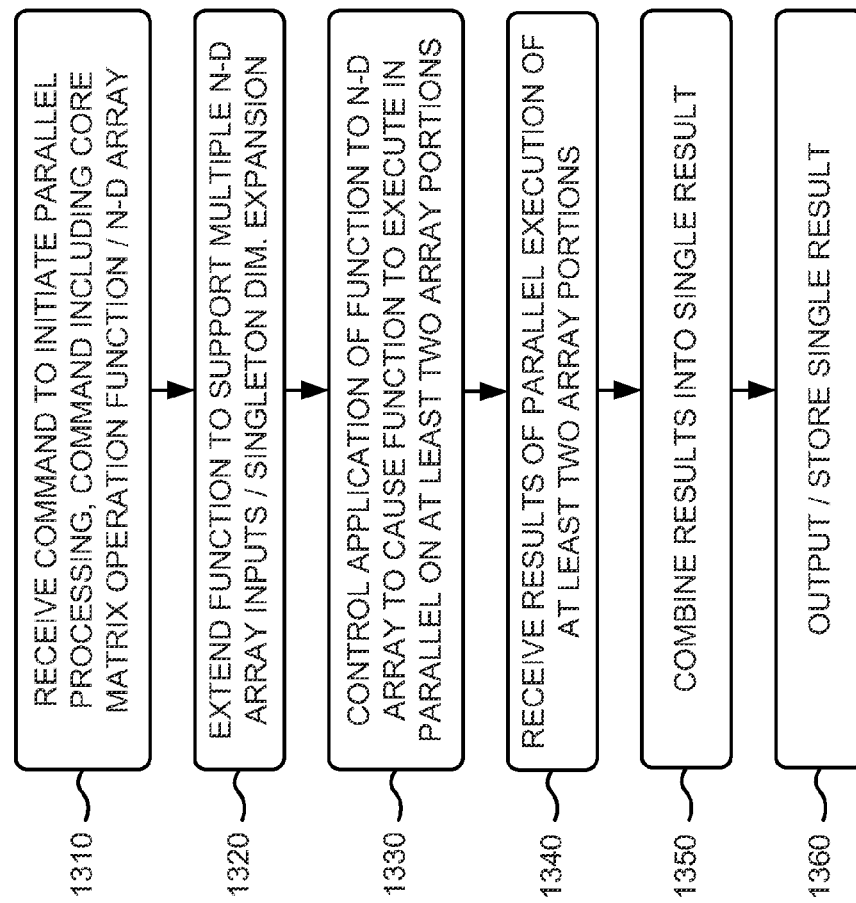 RECEIVE COMMAND TO INITIATE PARALLEL
PROCESSING, COMMAND INCLUDING CORE
MATRIX OPERATION FUNCTION / N-D ARRAY
1310
EXTEND FUNCTION TO SUPPORT MULTIPLE N-D
ARRAY INPUTS / SINGLETON DIM. EXPANSION
1320
CONTROL APPLICATION OF FUNCTION TO N-D
ARRAY TO CAUSE FUNCTION TO EXECUTE IN
PARALLEL ON AT LEAST TWO ARRAY PORTIONS
1330
RECEIVE RESULTS OF PARALLEL EXECUTION OF
AT LEAST TWO ARRAY PORTIONS
1340
COMBINE RESULTS INTO SINGLE RESULT
1350
OUTPUT / STORE SINGLE RESULT
1360